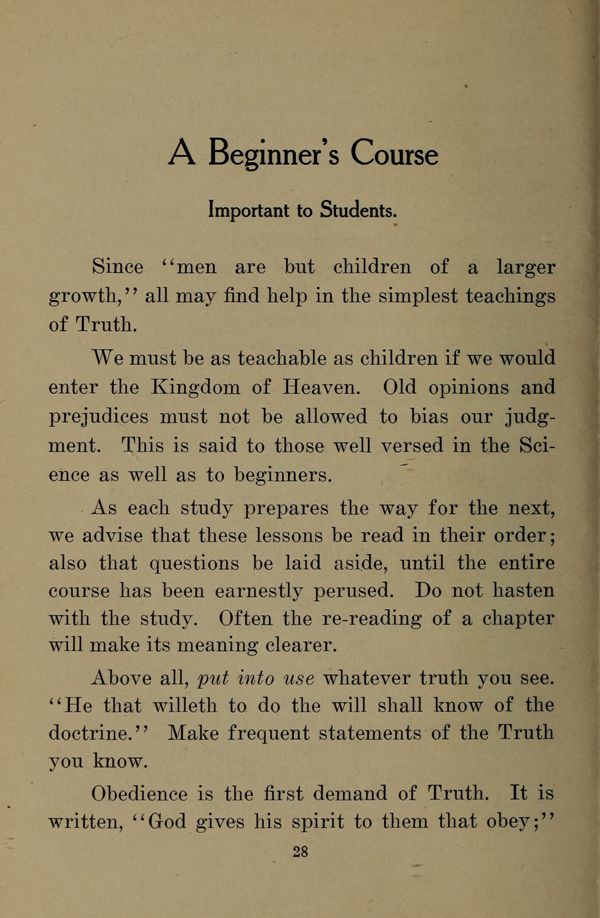 A Beginner's Course
Important to Students.
Since ‘‘men are but children of a larger
growth,’’ all may find help in the simplest teachings
of Truth.
We must be as teachable as children if we would
enter the Kingdom of Heaven. Old opinions and
prejudices must not be allowed to bias our judg-
ment. This is said to those well versed in the Sci-
ence as well as to beginners.
As each study prepares the way for the next,
we advise that these lessons be read in their order;
also that questions be laid aside, until the entire
course has been earnestly perused. Do not hasten
with the study. Often the re-reading of a chapter
will make its meaning clearer.
Above all, put into use whatever truth you see.
‘‘He that willeth to do the will shall know of the
doctrine.’’ Make frequent statements of the Truth
you know.
Obedience is the first demand of Truth. It is
written, ‘‘God gives his spirit to them that obey;’’
28